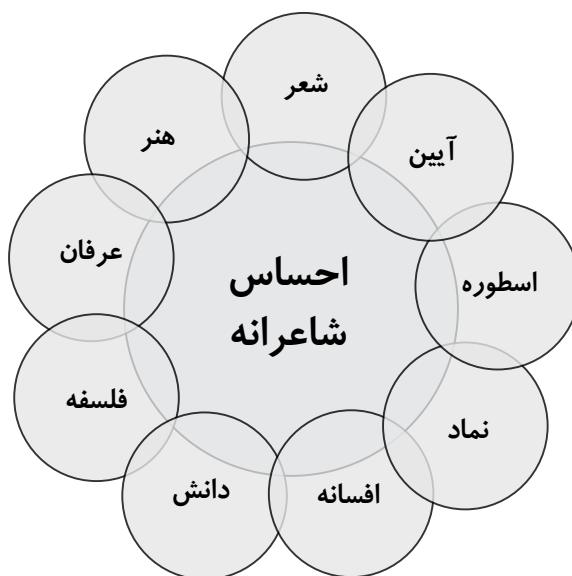 شعر
آیین
اسطوره
نماد
افسانه
دانش
فلسفه
عرفان
هنر
احساس
شاعرانه